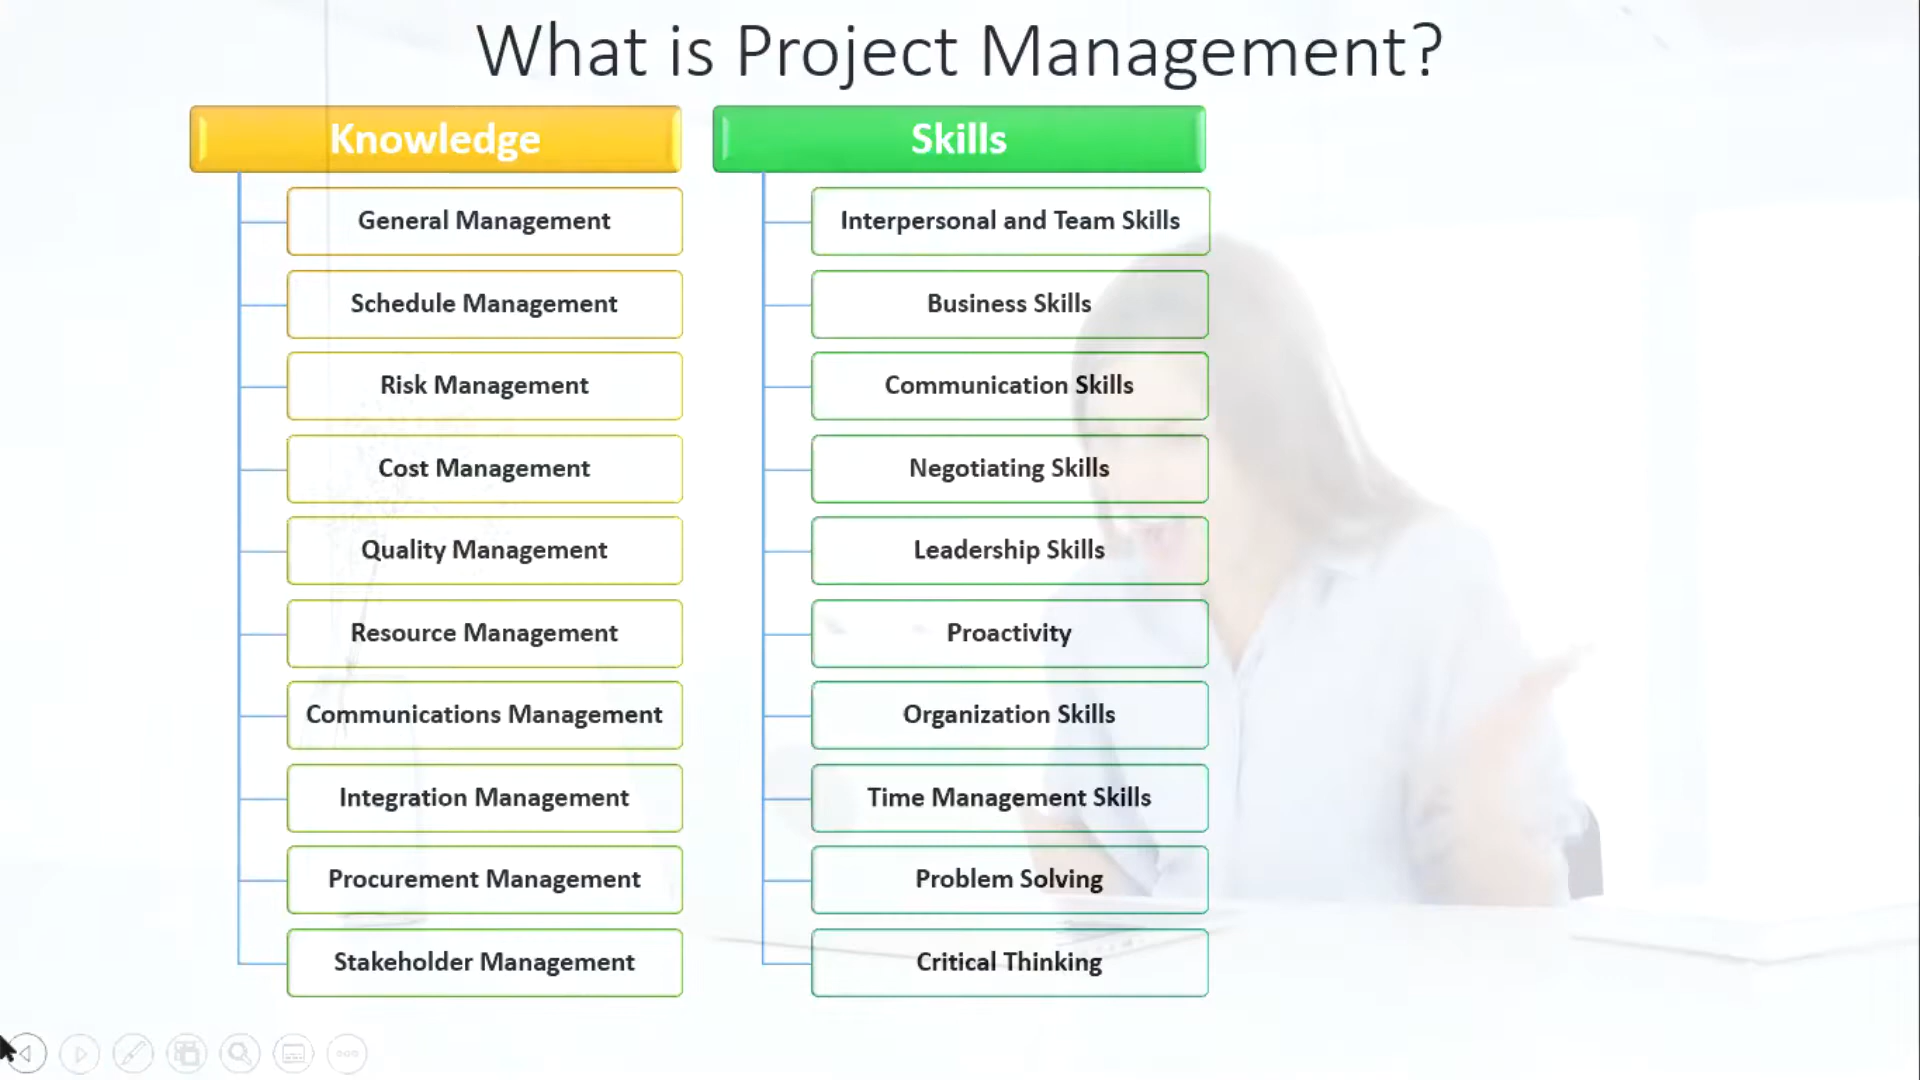 What is Project Management?
Knowledge
General Management
Schedule Management
Risk Management
Cost Management
Quality Management
Resource Management
Communications Management
Integration Management
Procurement Management
Stakeholder Management
Skills
Interpersonal and Team Skills
Business Skills
Communication Skills
Negotiating Skills
Leadership Skills
Proactivity
Organization Skills
Time Management Skills
Problem Solving
Critical Thinking